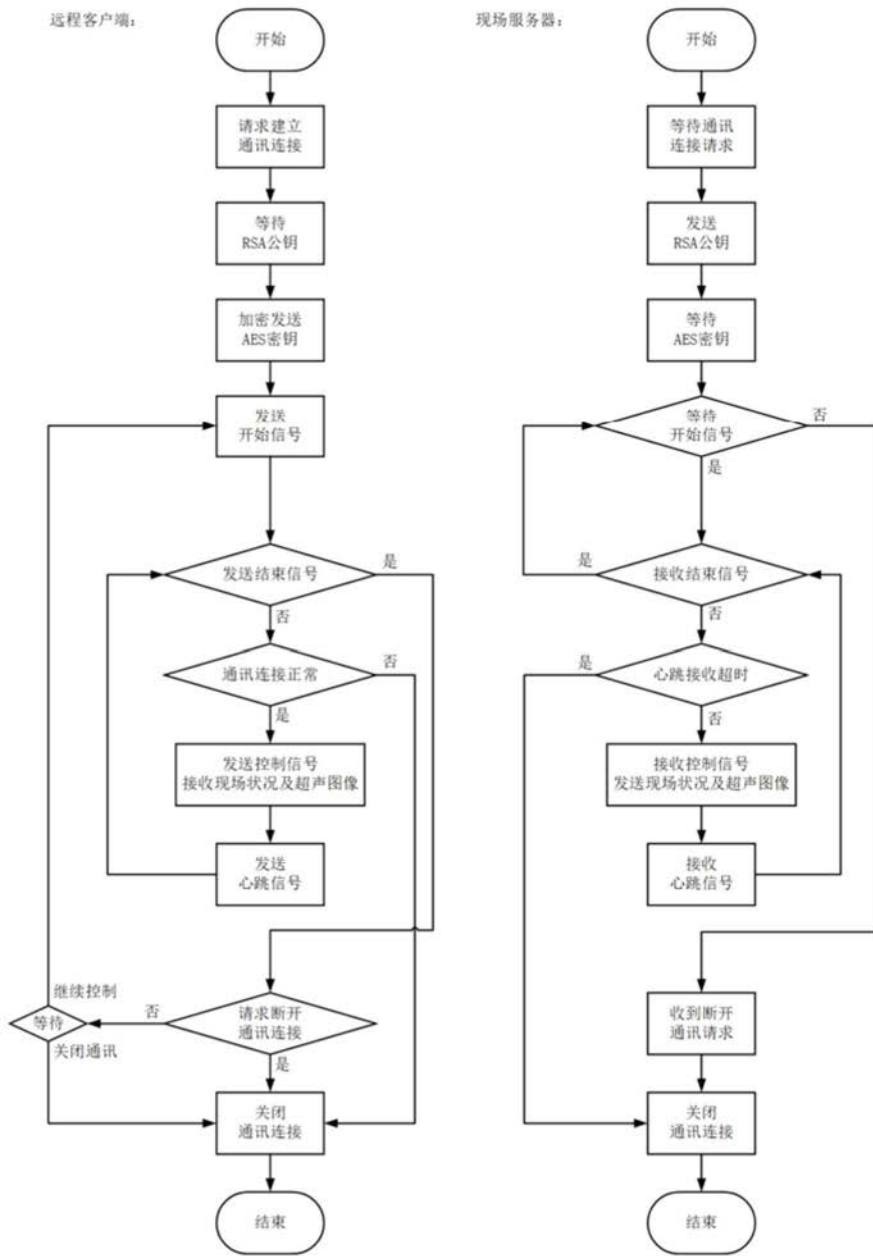 远程客户端：
开始
请求建立
通讯连接
等待
RSA公钥
加密发送
AES密钥
发送
开始信号
发送结束信号
是
否
通讯连接正常
否
是
发送控制信号
接收现场状况及超声图像
发送
心跳信号
继续控制
等待
否
关闭通讯
请求断开
通讯连接
是
关闭
通讯连接
结束
现场服务器：
开始
等待通讯
连接请求
发送
RSA公钥
等待
AES密钥
等待
开始信号
否
是
是
接收结束信号
否
是
心跳接收超时
否
接收控制信号
发送现场状况及超声图像
接收
心跳信号
收到断开
通讯请求
关闭
通讯连接
结束